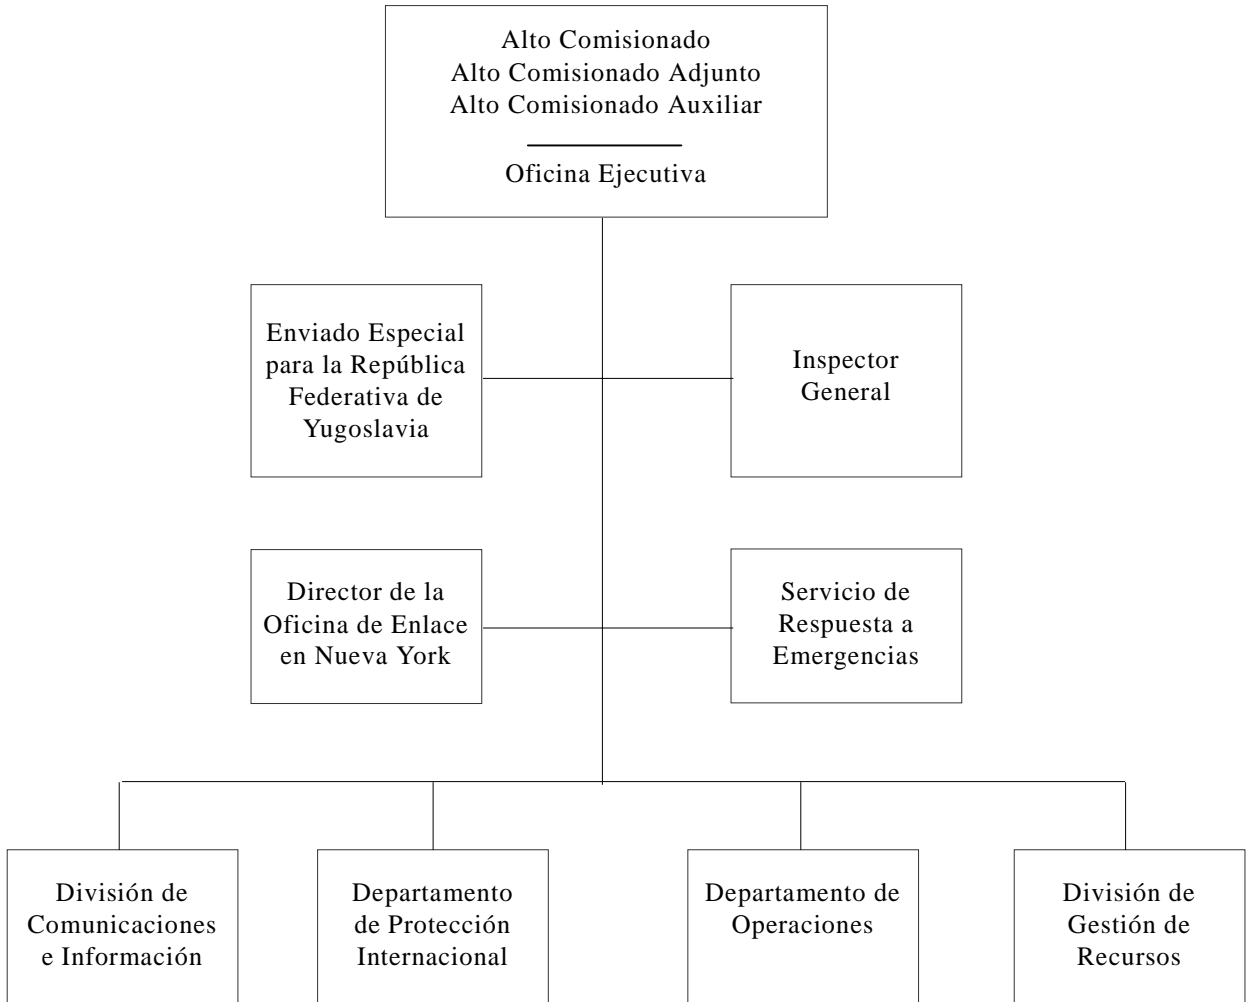 Alto Comisionado
Alto Comisionado Adjunto
Alto Comisionado Auxiliar
Oficina Ejecutiva
Enviado Especial
para la República
Federativa de
Yugoslavia
Inspector
General
Director de la
Oficina de Enlace
en Nueva York
Servicio de
Respuesta a
Emergencias
División de
Comunicaciones
e Información
Departamento
de Protección
Internacional
Departamento de
Operaciones
División de
Gestión de
Recursos